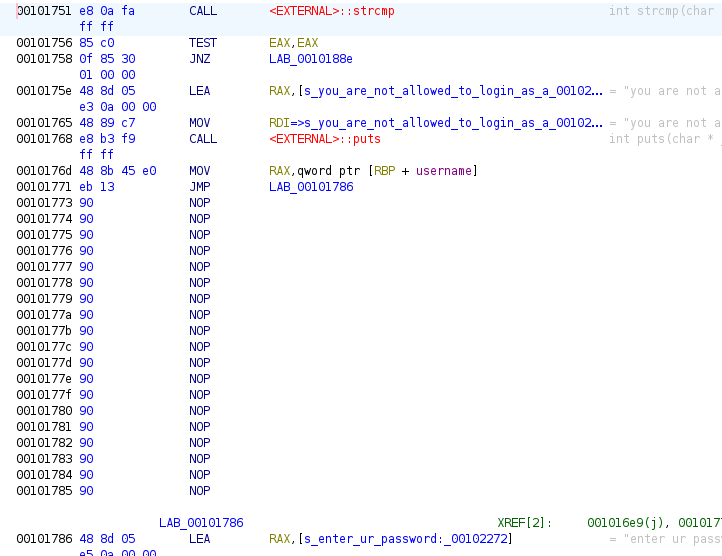 00101751 e8 0a fa CALL <EXTERNAL>::strcmp int strcmp(char
ff ff
00101756 85 c0 TEST EAX,EAX
00101758 0f 85 30 JNZ LAB_0010188e
01 00 00
0010175e 48 8d 05 LEA RAX,[s_you_are_not_allowed_to_login_as_a_00102... = "you are not a
e3 0a 00 00
00101765 48 89 c7 MOV RDI=>s_you_are_not_allowed_to_login_as_a_00102... = "you are not a
00101768 e8 b3 f9 CALL <EXTERNAL>::puts int puts(char *
ff ff
0010176d 48 8b 45 e0 MOV RAX,qword ptr [RBP + username]
00101771 eb 13 JMP LAB_00101786
00101773 90 NOP
00101774 90 NOP
00101775 90 NOP
00101776 90 NOP
00101777 90 NOP
00101778 90 NOP
00101779 90 NOP
0010177a 90 NOP
0010177b 90 NOP
0010177c 90 NOP
0010177d 90 NOP
0010177e 90 NOP
0010177f 90 NOP
00101780 90 NOP
00101781 90 NOP
00101782 90 NOP
00101783 90 NOP
00101784 90 NOP
00101785 90 NOP
LAB_00101786 XREF[2]: 001016e9(j), 001017
00101786 48 8d 05 LEA RAX,[s_enter_ur_password:_00102272] = "enter ur pass
e5 0a 00 00